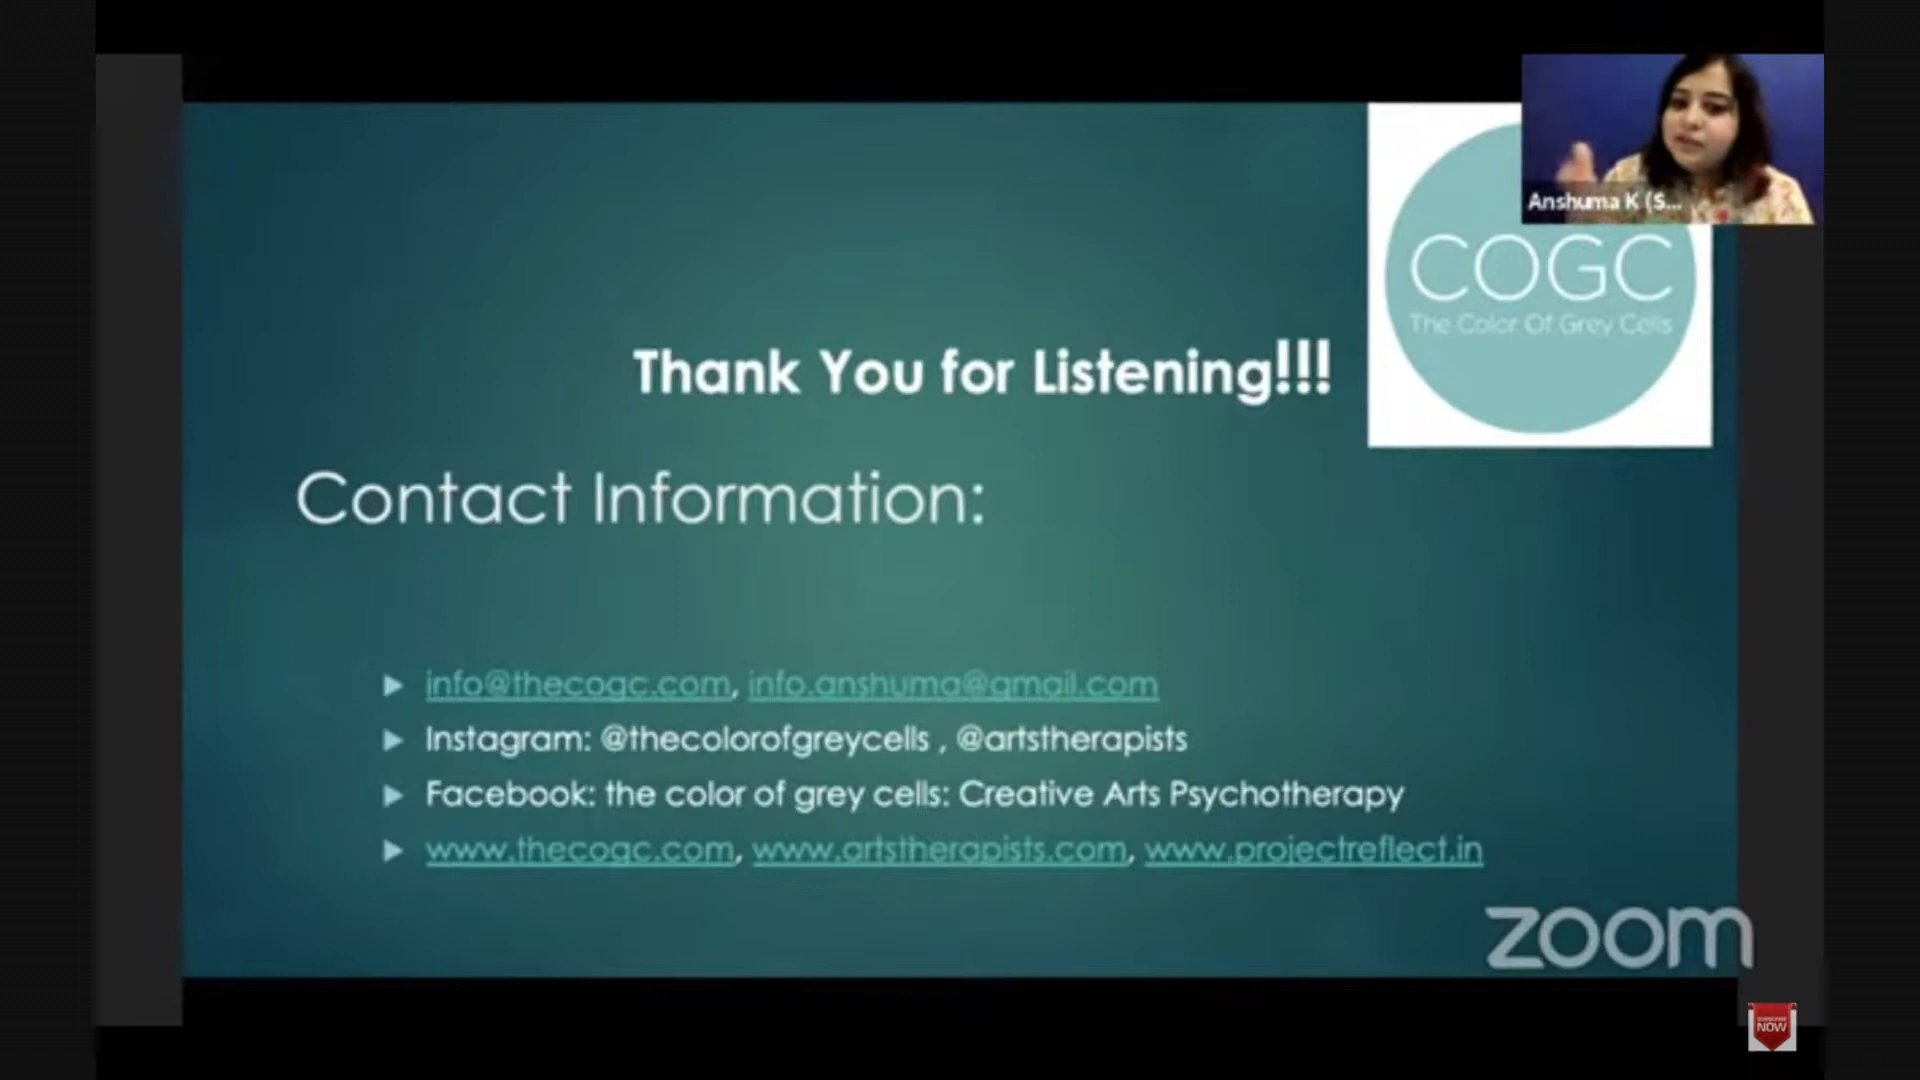 Anshuma K (S...
COGC
The Color Of Grey Cells
Thank You for Listening!!!
Contact Information:
info@thecogc.com, info.anshuma@gmail.com
Instagram: @thecolorofgreycells , @artstherapists
Facebook: the color of grey cells: Creative Arts Psychotherapy
www.thecogc.com, www.artstherapists.com, www.projectreflect.in
zoom
SUBSCRIBE
NOW